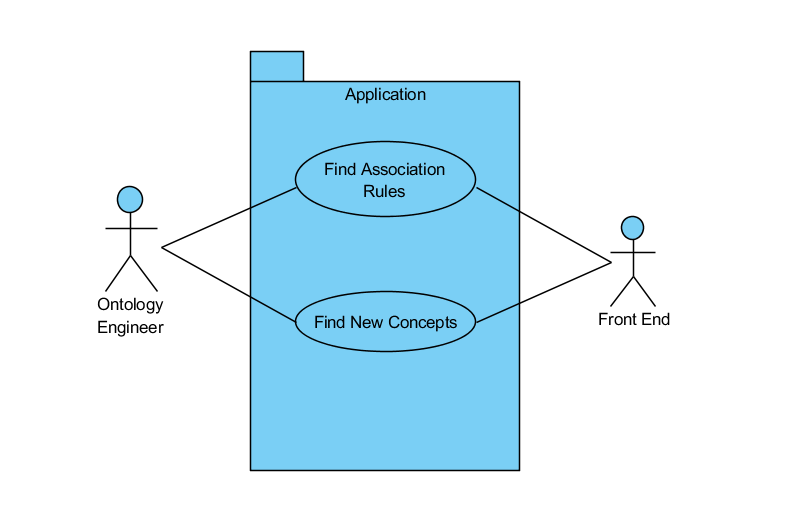 Application
Find Association
Rules
Ontology
Engineer
Find New Concepts
Front End